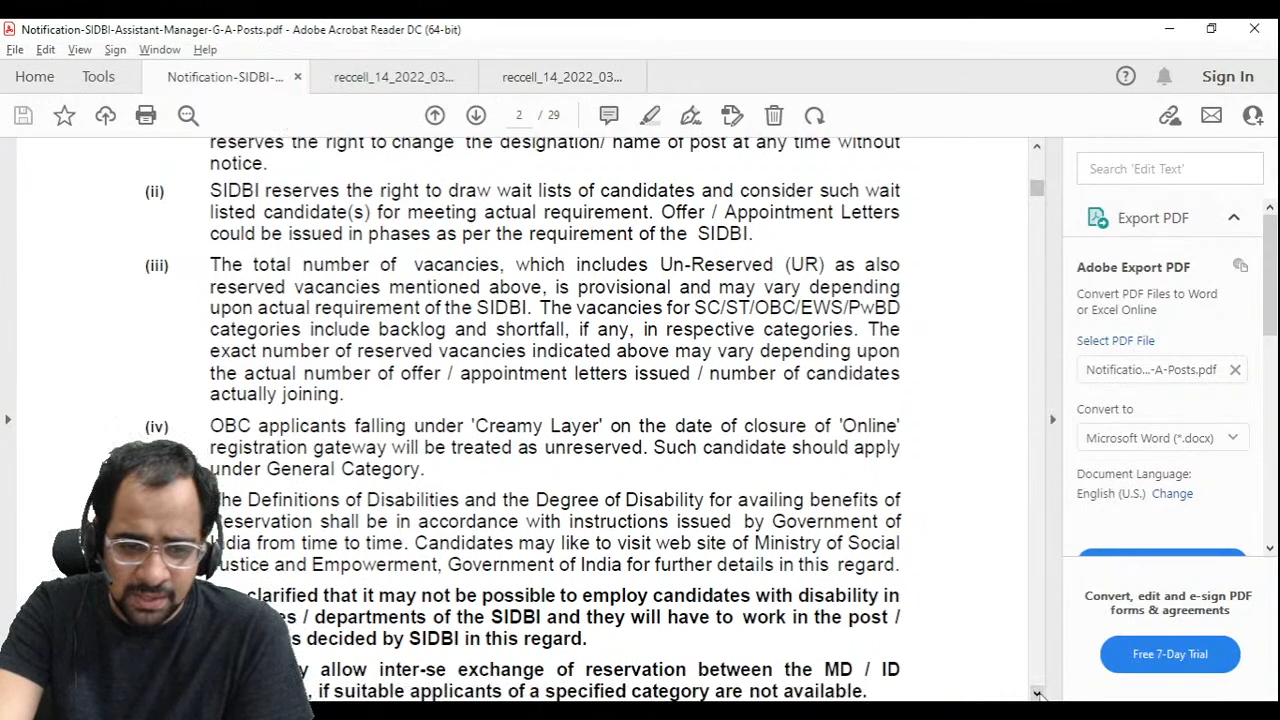 Notification-SIDBI-Assistant-Manager-G-A-Posts.pdf - Adobe Acrobat Reader DC (64-bit)
File Edit View Sign Window Help
Home Tools Notification-SIDBI-... × reccell_14_2022_03... reccell_14_2022_03... Sign In
2 / 29
reserves the right to change the designation/ name of post at any time without
notice.
(ii) SIDBI reserves the right to draw wait lists of candidates and consider such wait
listed candidate(s) for meeting actual requirement. Offer / Appointment Letters
could be issued in phases as per the requirement of the SIDBI.
(iii) The total number of vacancies, which includes Un-Reserved (UR) as also
reserved vacancies mentioned above, is provisional and may vary depending
upon actual requirement of the SIDBI. The vacancies for SC/ST/OBC/EWS/PwBD
categories include backlog and shortfall, if any, in respective categories. The
exact number of reserved vacancies indicated above may vary depending upon
the actual number of offer / appointment letters issued / number of candidates
actually joining.
(iv) OBC applicants falling under 'Creamy Layer' on the date of closure of 'Online'
registration gateway will be treated as unreserved. Such candidate should apply
under General Category.
The Definitions of Disabilities and the Degree of Disability for availing benefits of
reservation shall be in accordance with instructions issued by Government of
India from time to time. Candidates may like to visit web site of Ministry of Social
Justice and Empowerment, Government of India for further details in this regard.
clarified that it may not be possible to employ candidates with disability in
/ departments of the SIDBI and they will have to work in the post /
decided by SIDBI in this regard.
allow inter-se exchange of reservation between the MD / ID
, if suitable applicants of a specified category are not available.
Search 'Edit Text'
Export PDF
Adobe Export PDF
Convert PDF Files to Word
or Excel Online
Select PDF File
Notificatio...-A-Posts.pdf
Convert to
Microsoft Word (*.docx)
Document Language:
English (U.S.) Change
Convert, edit and e-sign PDF
forms & agreements
Free 7-Day Trial